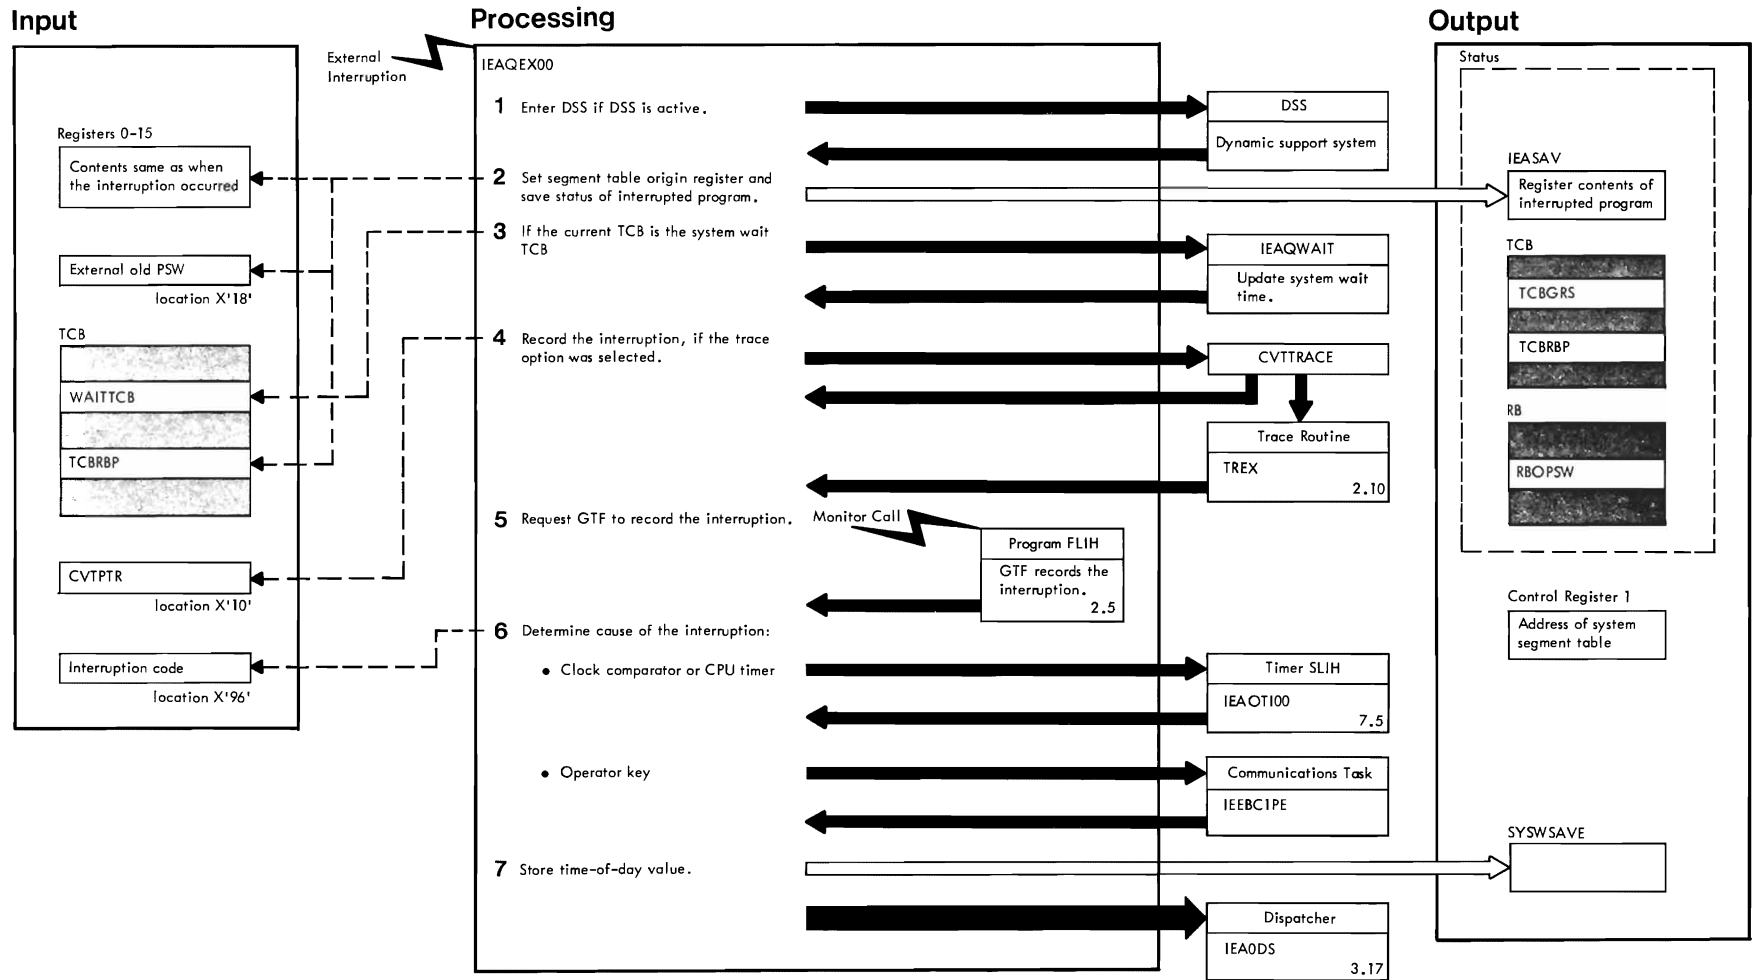 Input
Processing
Output
External
Interruption
IEAQEX00
Registers 0-15
Contents same as when
the interruption occurred
External old PSW
location X'18'
TCB
WAITTCB
TCBRBP
CVTPTR
location X'10'
Interruption code
location X'96'
1 Enter DSS if DSS is active.
DSS
Dynamic support system
2 Set segment table origin register and
save status of interrupted program.
3 If the current TCB is the system wait
TCB
IEAQWAIT
Update system wait
time.
4 Record the interruption, if the trace
option was selected.
CVTTRACE
Trace Routine
TREX
2.10
5 Request GTF to record the interruption.
Monitor Call
Program FLIH
GTF records the
interruption.
2.5
6 Determine cause of the interruption:
• Clock comparator or CPU timer
Timer SLIH
IEAOTI00
7.5
• Operator key
Communications Task
IEEBC1PE
7 Store time-of-day value.
Dispatcher
IEA0DS
3.17
Status
IEASAV
Register contents of
interrupted program
TCB
TCBGRS
TCBRBP
RB
RBOPSW
Control Register 1
Address of system
segment table
SYSWSAVE